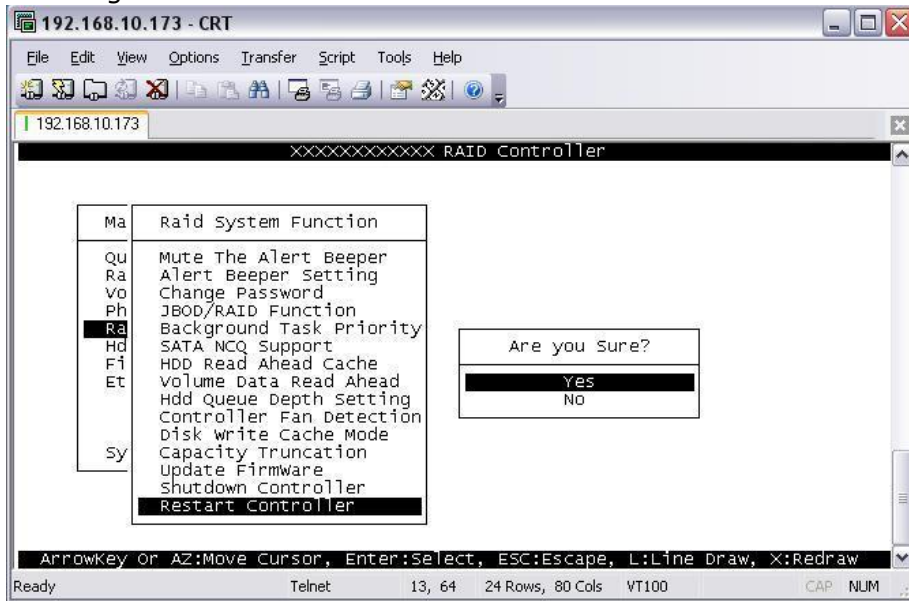 192.168.10.173 - CRT
File Edit View Options Transfer Script Tools Help
192.168.10.173
XXXXXXXXXXXX RAID Controller
Ma
Qu
Ra
Vo
Ph
Ra
Hd
Fi
Et
Sy
Raid System Function
Mute The Alert Beeper
Alert Beeper Setting
Change Password
JBOD/RAID Function
Background Task Priority
SATA NCQ Support
HDD Read Ahead Cache
Volume Data Read Ahead
Hdd Queue Depth Setting
Controller Fan Detection
Disk Write Cache Mode
Capacity Truncation
Update FirmWare
Shutdown Controller
Restart Controller
Are you Sure?
Yes
No
ArrowKey Or AZ:Move Cursor, Enter:Select, ESC:Escape, L:Line Draw, X:Redraw
Ready Telnet 13, 64 24 Rows, 80 Cols VT100 CAP NUM